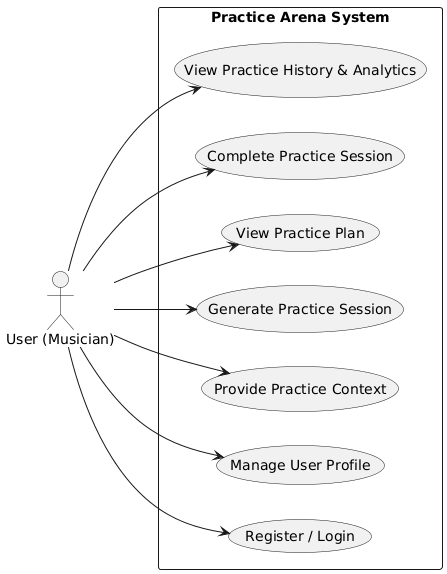 Practice Arena System
View Practice History & Analytics
Complete Practice Session
View Practice Plan
Generate Practice Session
User (Musician)
Provide Practice Context
Manage User Profile
Register / Login